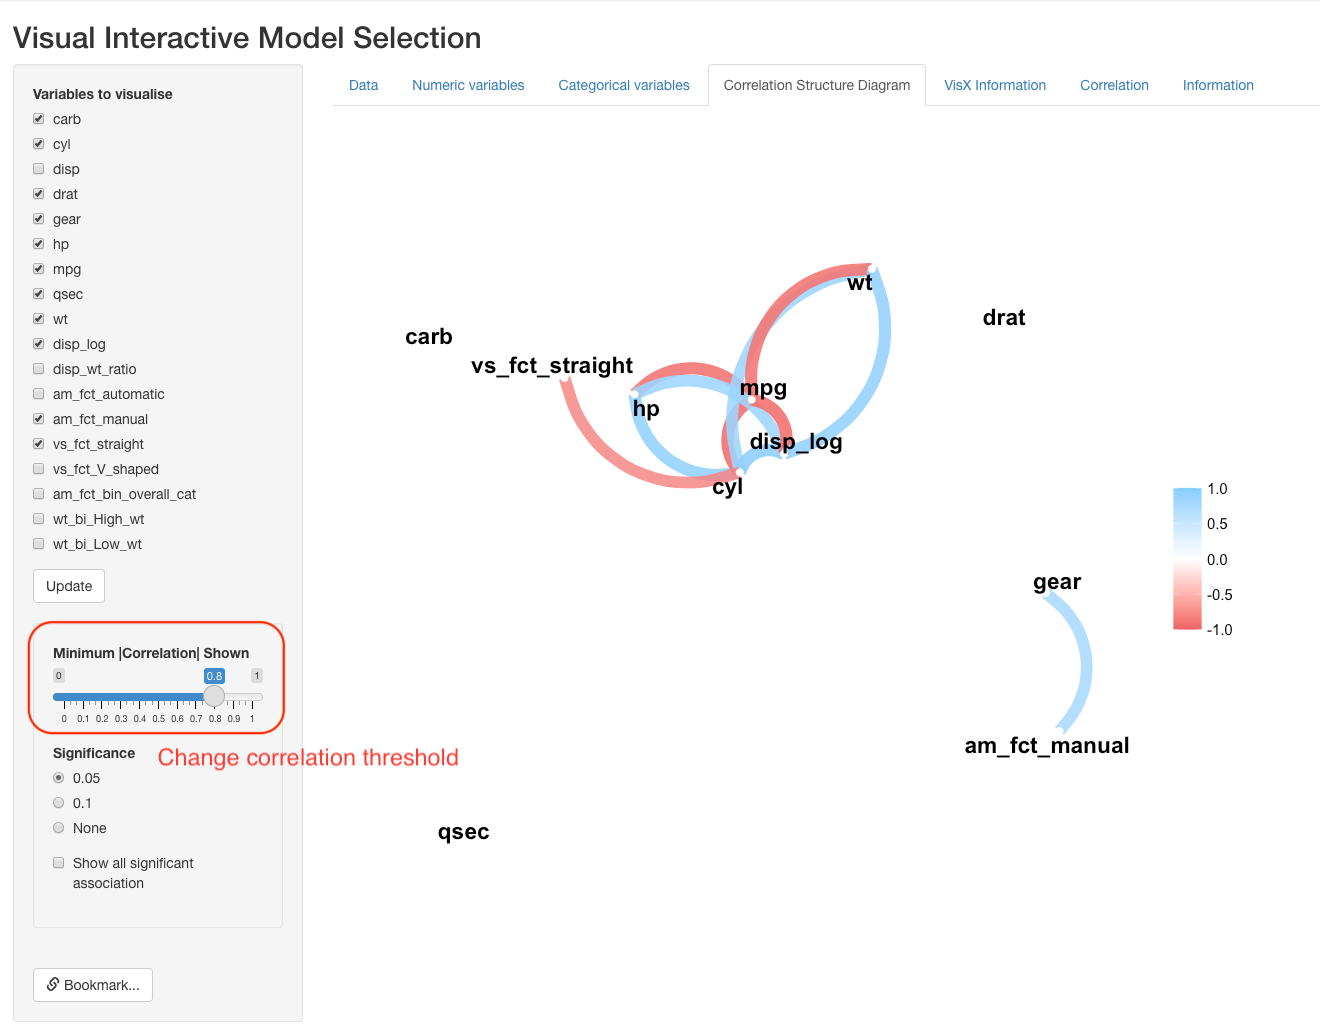 Visual Interactive Model Selection
Data Numeric variables Categorical variables Correlation Structure Diagram VisX Information Correlation Information
Variables to visualise
carb
cyl
disp
drat
gear
hp
mpg
qsec
wt
disp_log
disp_wt_ratio
am_fct_automatic
am_fct_manual
vs_fct_straight
vs_fct_V_shaped
am_fct_bin_overall_cat
wt_bi_High_wt
wt_bi_Low_wt
Update
Minimum |Correlation| Shown
0 0.8 1
0 0.1 0.2 0.3 0.4 0.5 0.6 0.7 0.8 0.9 1
Significance
Change correlation threshold
0.05
0.1
None
Show all significant
association
Bookmark...
wt
drat
carb
vs_fct_straight
mpg
hp
disp_log
cyl
gear
am_fct_manual
qsec
1.0
0.5
0.0
-0.5
-1.0